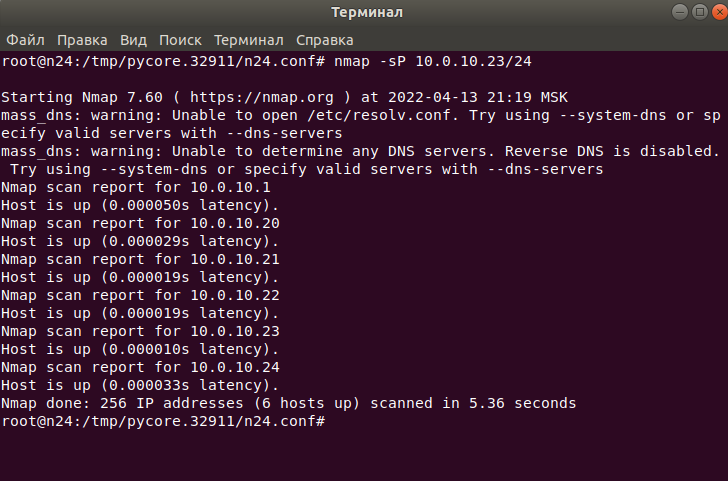 Терминал
Файл Правка Вид Поиск Терминал Справка
root@n24:/tmp/pycore.32911/n24.conf# nmap -sP 10.0.10.23/24
Starting Nmap 7.60 ( https://nmap.org ) at 2022-04-13 21:19 MSK
mass_dns: warning: Unable to open /etc/resolv.conf. Try using --system-dns or sp
ecify valid servers with --dns-servers
mass_dns: warning: Unable to determine any DNS servers. Reverse DNS is disabled.
 Try using --system-dns or specify valid servers with --dns-servers
Nmap scan report for 10.0.10.1
Host is up (0.000050s latency).
Nmap scan report for 10.0.10.20
Host is up (0.000029s latency).
Nmap scan report for 10.0.10.21
Host is up (0.000019s latency).
Nmap scan report for 10.0.10.22
Host is up (0.000019s latency).
Nmap scan report for 10.0.10.23
Host is up (0.000010s latency).
Nmap scan report for 10.0.10.24
Host is up (0.000033s latency).
Nmap done: 256 IP addresses (6 hosts up) scanned in 5.36 seconds
root@n24:/tmp/pycore.32911/n24.conf#